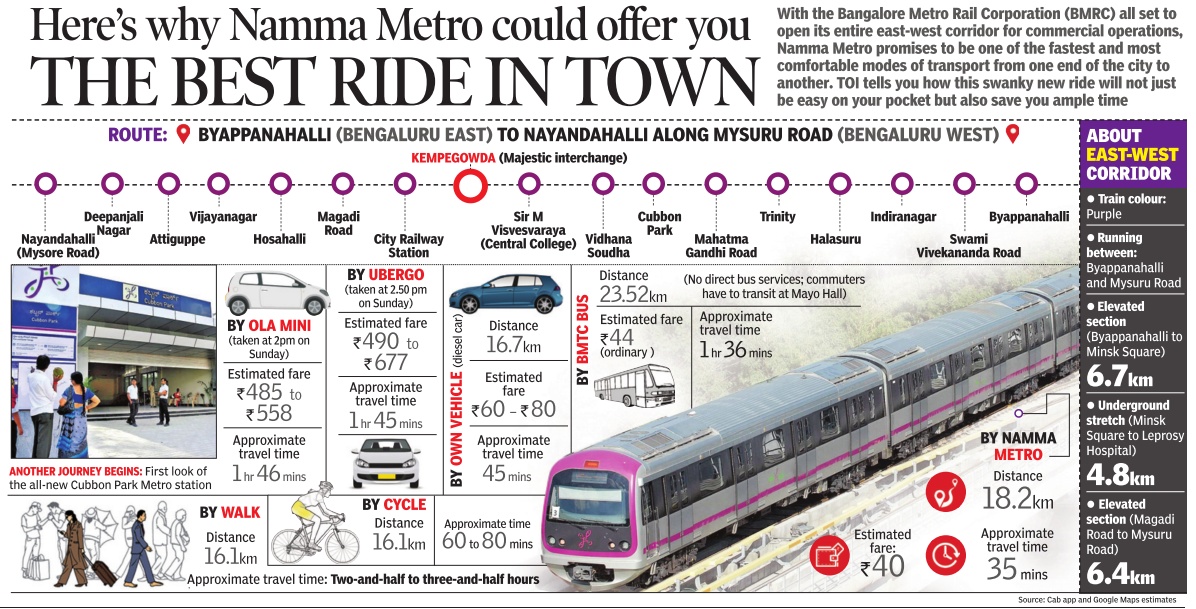 Here's why Namma Metro could offer you
THE BEST RIDE IN TOWN
With the Bangalore Metro Rail Corporation (BMRC) all set to
open its entire east-west corridor for commercial operations,
Namma Metro promises to be one of the fastest and most
comfortable modes of transport from one end of the city to
another. TOI tells you how this swanky new ride will not just
be easy on your pocket but also save you ample time
ROUTE: BYAPPANAHALLI (BENGALURU EAST) TO NAYANDAHALLI ALONG MYSURU ROAD (BENGALURU WEST)
KEMPEGOWDA (Majestic interchange)
Nayandahalli
(Mysore Road)
Deepanjali
Nagar
Attiguppe
Vijayanagar
Hosahalli
Magadi
Road
City Railway
Station
Sir M
Visvesvaraya
(Central College)
Vidhana
Soudha
Cubbon
Park
Mahatma
Gandhi Road
Trinity
Halasuru
Indiranagar
Swami
Vivekananda Road
Byappanahalli
ಕಬ್ಬನ್ ಪಾರ್ಕ್
Cubbon Park
Cubbon Park
ANOTHER JOURNEY BEGINS: First look of
the all-new Cubbon Park Metro station
BY OLA MINI
(taken at 2pm on
Sunday)
Estimated fare
₹485 to
₹558
Approximate
travel time
1 hr 46 mins
BY UBERGO
(taken at 2.50 pm
on Sunday)
Estimated fare
₹490 to
₹677
Approximate
travel time
1 hr 45 mins
BY OWN VEHICLE (diesel car)
Distance
16.7km
Estimated
fare
₹60 - ₹80
Approximate
travel time
45 mins
BY BMTC BUS
Distance
23.52km
(No direct bus services; commuters
have to transit at Mayo Hall)
Estimated fare
₹44
(ordinary )
Approximate
travel time
1 hr 36 mins
BY WALK
Distance
16.1km
Approximate travel time: Two-and-half to three-and-half hours
BY CYCLE
Distance
16.1km
Approximate time
60 to 80 mins
BY NAMMA
METRO
Distance
18.2km
Estimated
fare:
₹40
Approximate
travel time
35 mins
ABOUT
EAST-WEST
CORRIDOR
● Train colour:
Purple
● Running
between:
Byappanahalli
and Mysuru Road
● Elevated
section
(Byappanahalli to
Minsk Square)
6.7km
● Underground
stretch (Minsk
Square to Leprosy
Hospital)
4.8km
● Elevated
section (Magadi
Road to Mysuru
Road)
6.4km
Source: Cab app and Google Maps estimates